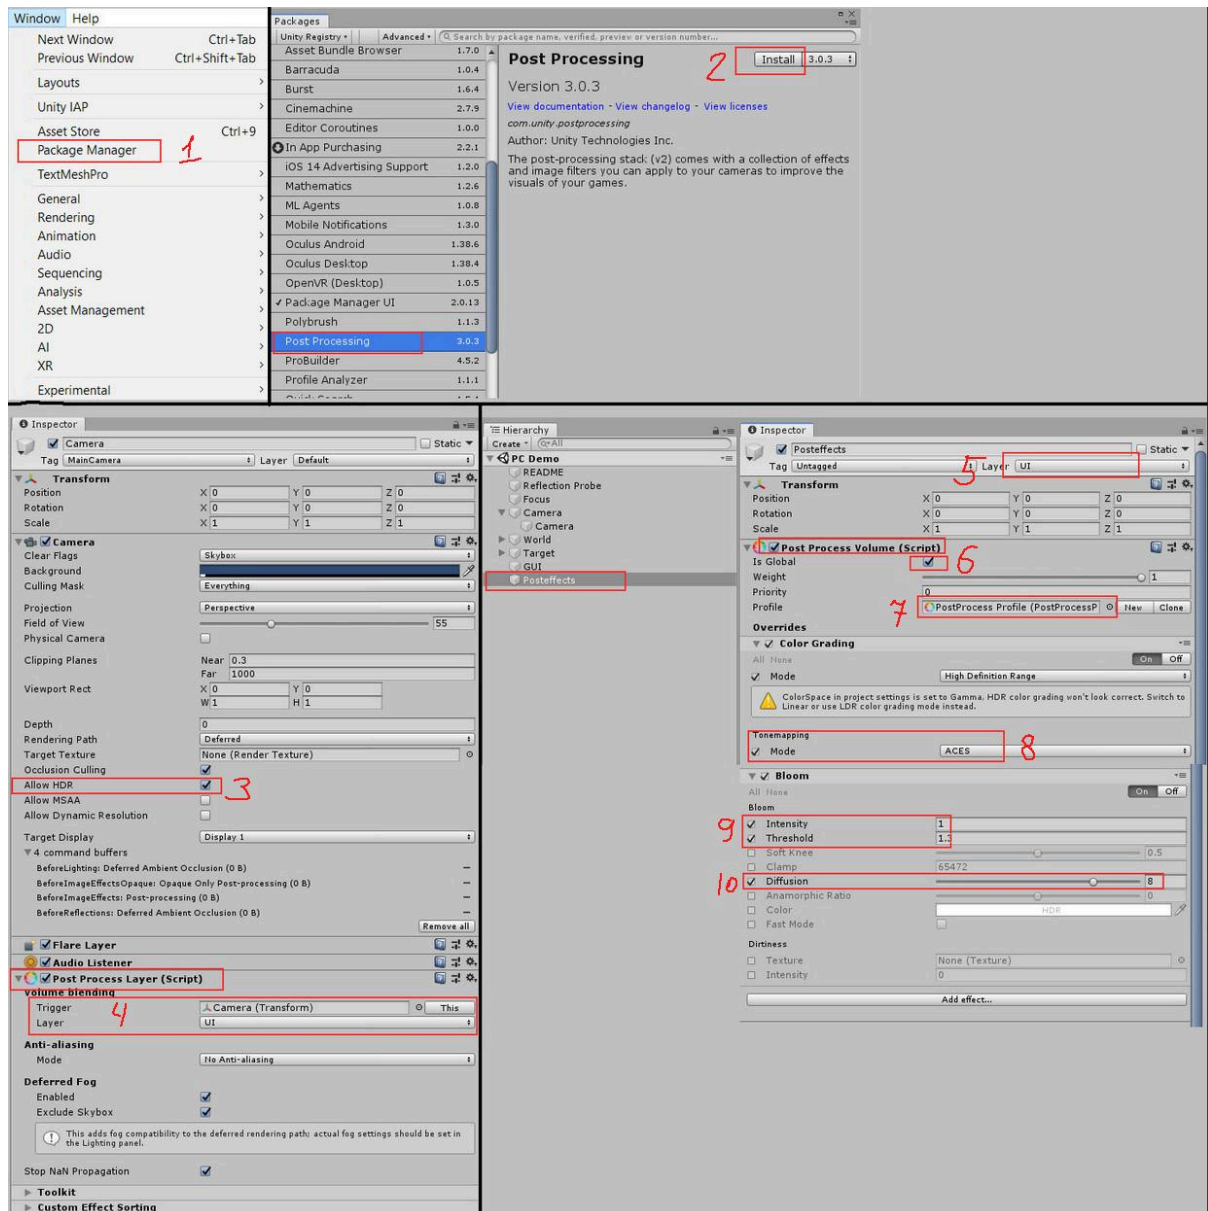 Window Help
Next Window Ctrl+Tab
Previous Window Ctrl+Shift+Tab
Layouts
Unity IAP
Asset Store Ctrl+9
Package Manager 1
TextMeshPro
General
Rendering
Animation
Audio
Sequencing
Analysis
Asset Management
2D
AI
XR
Experimental
Packages
Unity Registry Advanced Search by package name, verified, preview or version number...
Asset Bundle Browser 1.7.0
Barracuda 1.0.4
Burst 1.6.4
Cinemachine 2.7.9
Editor Coroutines 1.0.0
In App Purchasing 2.2.1
iOS 14 Advertising Support 1.2.0
Mathematics 1.2.6
ML Agents 1.0.8
Mobile Notifications 1.3.0
Oculus Android 1.38.6
Oculus Desktop 1.38.4
OpenVR (Desktop) 1.0.5
✓ Package Manager UI 2.0.13
Polybrush 1.1.3
Post Processing 3.0.3
ProBuilder 4.5.2
Profile Analyzer 1.1.1
Post Processing 2 Install 3.0.3
Version 3.0.3
View documentation - View changelog - View licenses
com.unity.postprocessing
Author: Unity Technologies Inc.
The post-processing stack (v2) comes with a collection of effects
and image filters you can apply to your cameras to improve the
visuals of your games.
Inspector
Camera Static
Tag MainCamera Layer Default
Transform
Position X 0 Y 0 Z 0
Rotation X 0 Y 0 Z 0
Scale X 1 Y 1 Z 1
Camera
Clear Flags Skybox
Background
Culling Mask Everything
Projection Perspective
Field of View 55
Physical Camera
Clipping Planes Near 0.3
Far 1000
Viewport Rect X 0 Y 0
W 1 H 1
Depth 0
Rendering Path Deferred
Target Texture None (Render Texture)
Occlusion Culling
Allow HDR 3
Allow MSAA
Allow Dynamic Resolution
Target Display Display 1
4 command buffers
BeforeLighting: Deferred Ambient Occlusion (0 B)
BeforeImageEffectsOpaque: Opaque Only Post-processing (0 B)
BeforeImageEffects: Post-processing (0 B)
BeforeReflections: Deferred Ambient Occlusion (0 B)
Remove all
Flare Layer
Audio Listener
Post Process Layer (Script)
Volume blending
Trigger 4 Camera (Transform) This
Layer UI
Anti-aliasing
Mode No Anti-aliasing
Deferred Fog
Enabled
Exclude Skybox
This adds fog compatibility to the deferred rendering path; actual fog settings should be set in
the Lighting panel.
Stop NaN Propagation
Toolkit
Custom Effect Sorting
Hierarchy
Create All
PC Demo
README
Reflection Probe
Focus
Camera
Camera
World
Target
GUI
Posteffects
Inspector
Posteffects Static
Tag Untagged 5 Layer UI
Transform
Position X 0 Y 0 Z 0
Rotation X 0 Y 0 Z 0
Scale X 1 Y 1 Z 1
Post Process Volume (Script)
Is Global 6
Weight 1
Priority 0
Profile 7 PostProcess Profile (PostProcessP New Clone
Overrides
Color Grading
All None On Off
Mode High Definition Range
ColorSpace in project settings is set to Gamma, HDR color grading won't look correct. Switch to
Linear or use LDR color grading mode instead.
Tonemapping
Mode ACES 8
Bloom
All None On Off
Bloom
9 Intensity 1
Threshold 1.3
Soft Knee 0.5
Clamp 65472
10 Diffusion 8
Anamorphic Ratio 0
Color HDR
Fast Mode
Dirtiness
Texture None (Texture)
Intensity 0
Add effect...